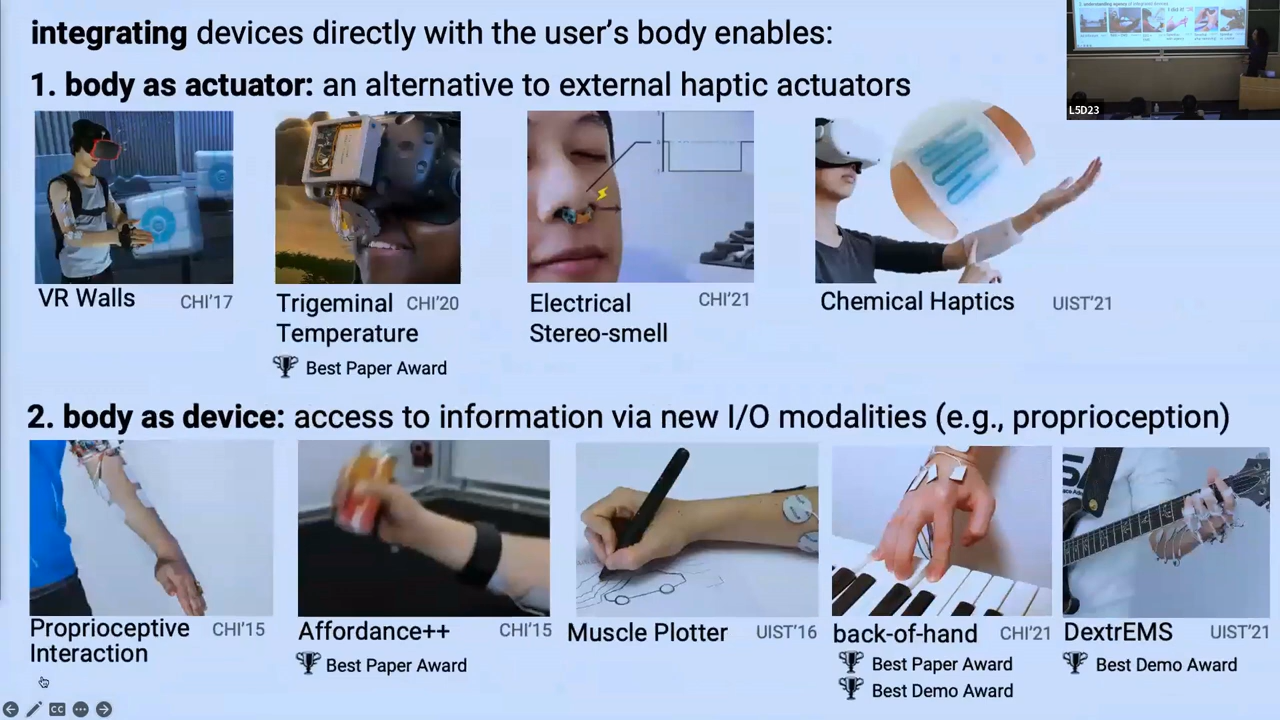 integrating devices directly with the user's body enables:
1. body as actuator: an alternative to external haptic actuators
L5D23
VR Walls CHI'17
Trigeminal Temperature CHI'20
Best Paper Award
Electrical Stereo-smell CHI'21
Chemical Haptics UIST'21
2. body as device: access to information via new I/O modalities (e.g., proprioception)
Proprioceptive Interaction CHI'15
Affordance++ CHI'15
Best Paper Award
Muscle Plotter UIST'16
back-of-hand CHI'21
Best Paper Award
Best Demo Award
DextrEMS UIST'21
Best Demo Award
CC